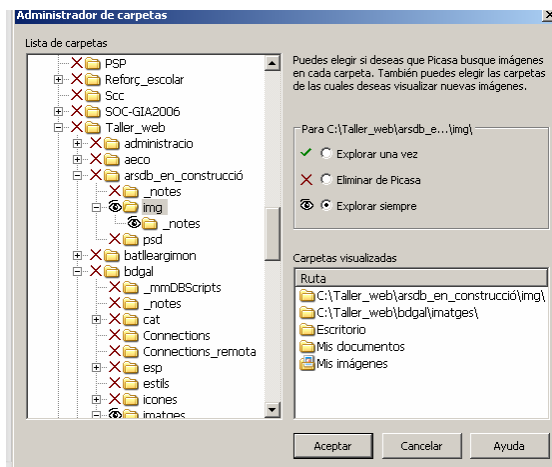 Administrador de carpetas
Lista de carpetas
PSP
Reforç_escolar
Scc
SOC-GIA2006
Taller_web
administracio
aeco
arsdb_en_construcció
_notes
img
_notes
psd
batlleargimon
bdgal
_mmDBScripts
_notes
cat
Connections
Connections_remota
esp
estils
icones
imatges
Puedes elegir si deseas que Picasa busque imágenes
en cada carpeta. También puedes elegir las carpetas
de las cuales deseas visualizar nuevas imágenes.
Para C:\Taller_web\arsdb_e...\img\
Explorar una vez
Eliminar de Picasa
Explorar siempre
Carpetas visualizadas
Ruta
C:\Taller_web\arsdb_en_construcció\img\
C:\Taller_web\bdgal\imatges\
Escritorio
Mis documentos
Mis imágenes
Aceptar
Cancelar
Ayuda